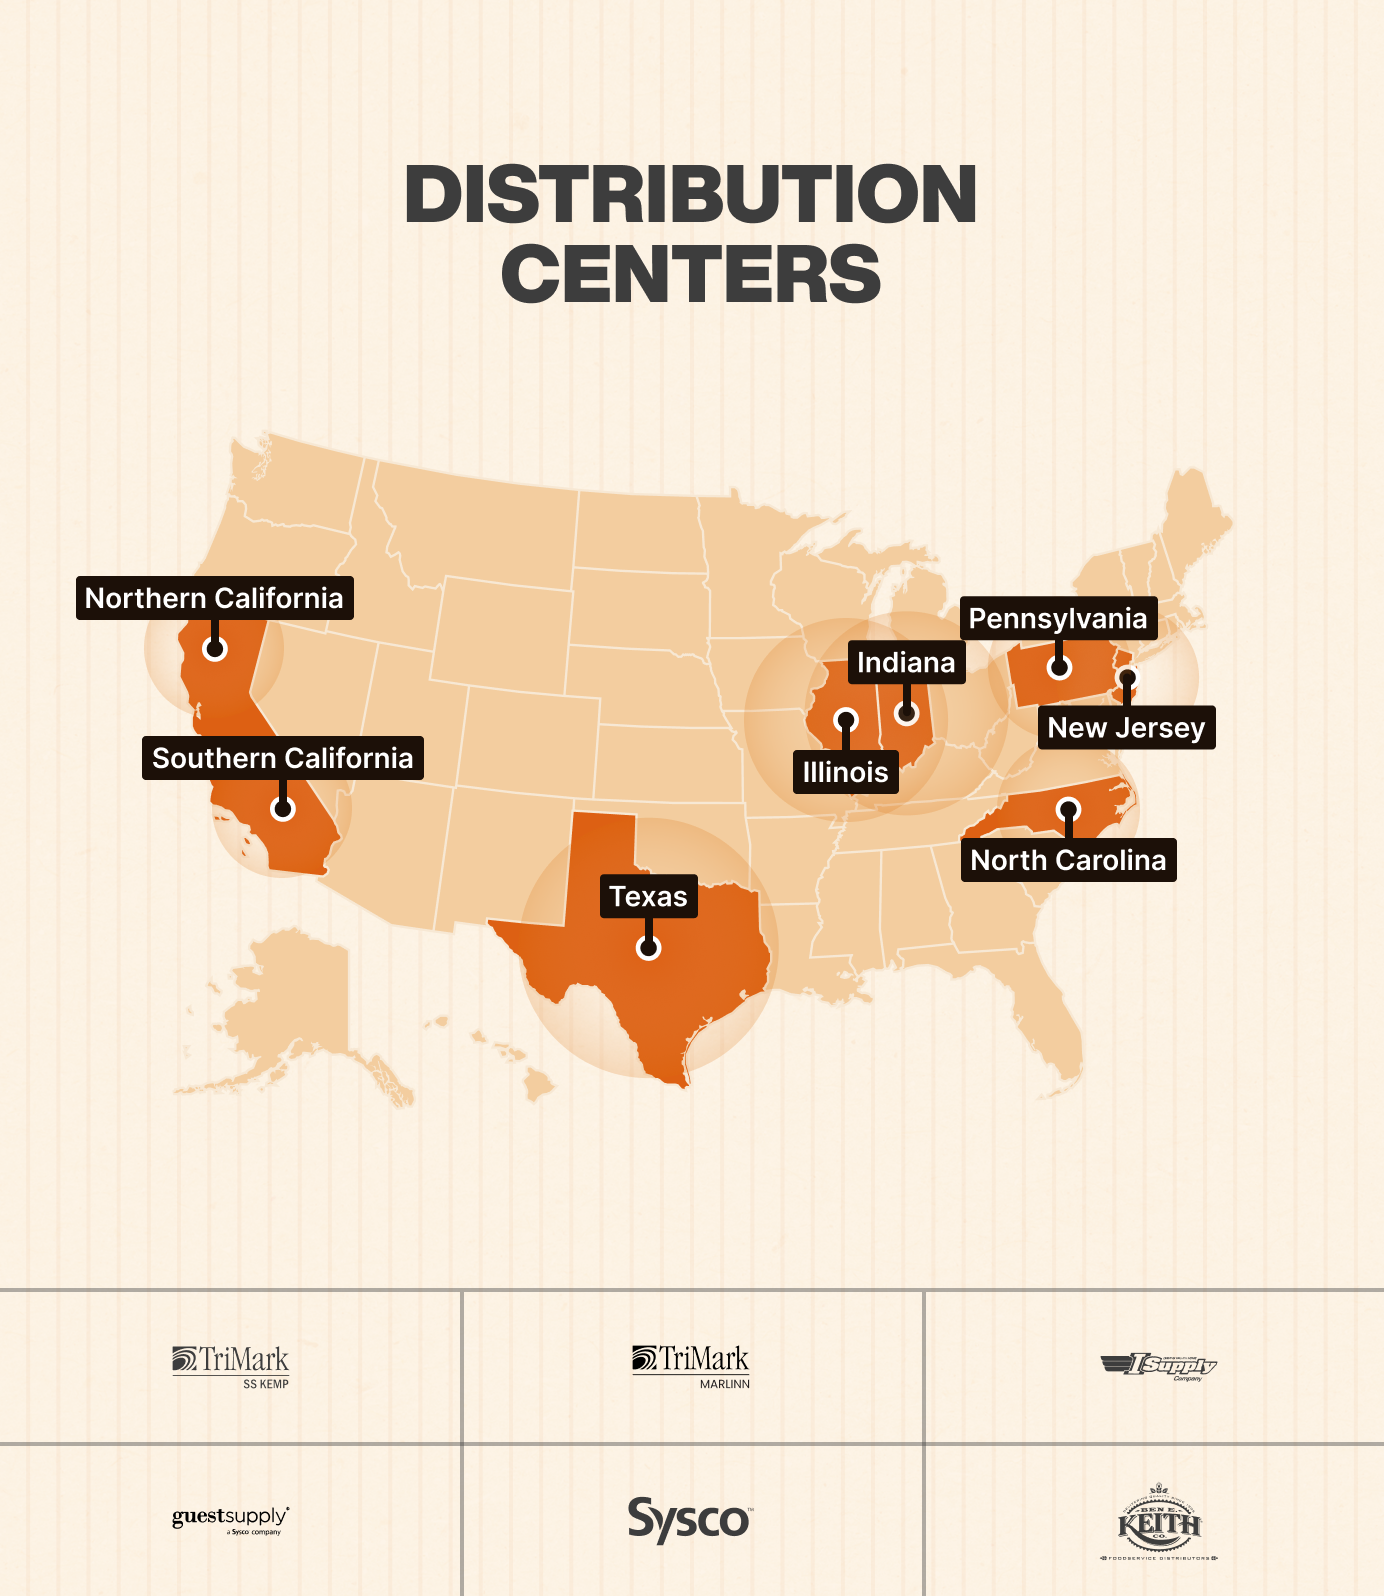 DISTRIBUTION
CENTERS
Northern California
Pennsylvania
Indiana
New Jersey
Southern California
Illinois
North Carolina
Texas
TriMark
SS KEMP
TriMark
MARLINN
I Supply
Company
guestsupply®
a Sysco company
Sysco™
BEN E.
KEITH
CO.
FOODSERVICE DISTRIBUTORS